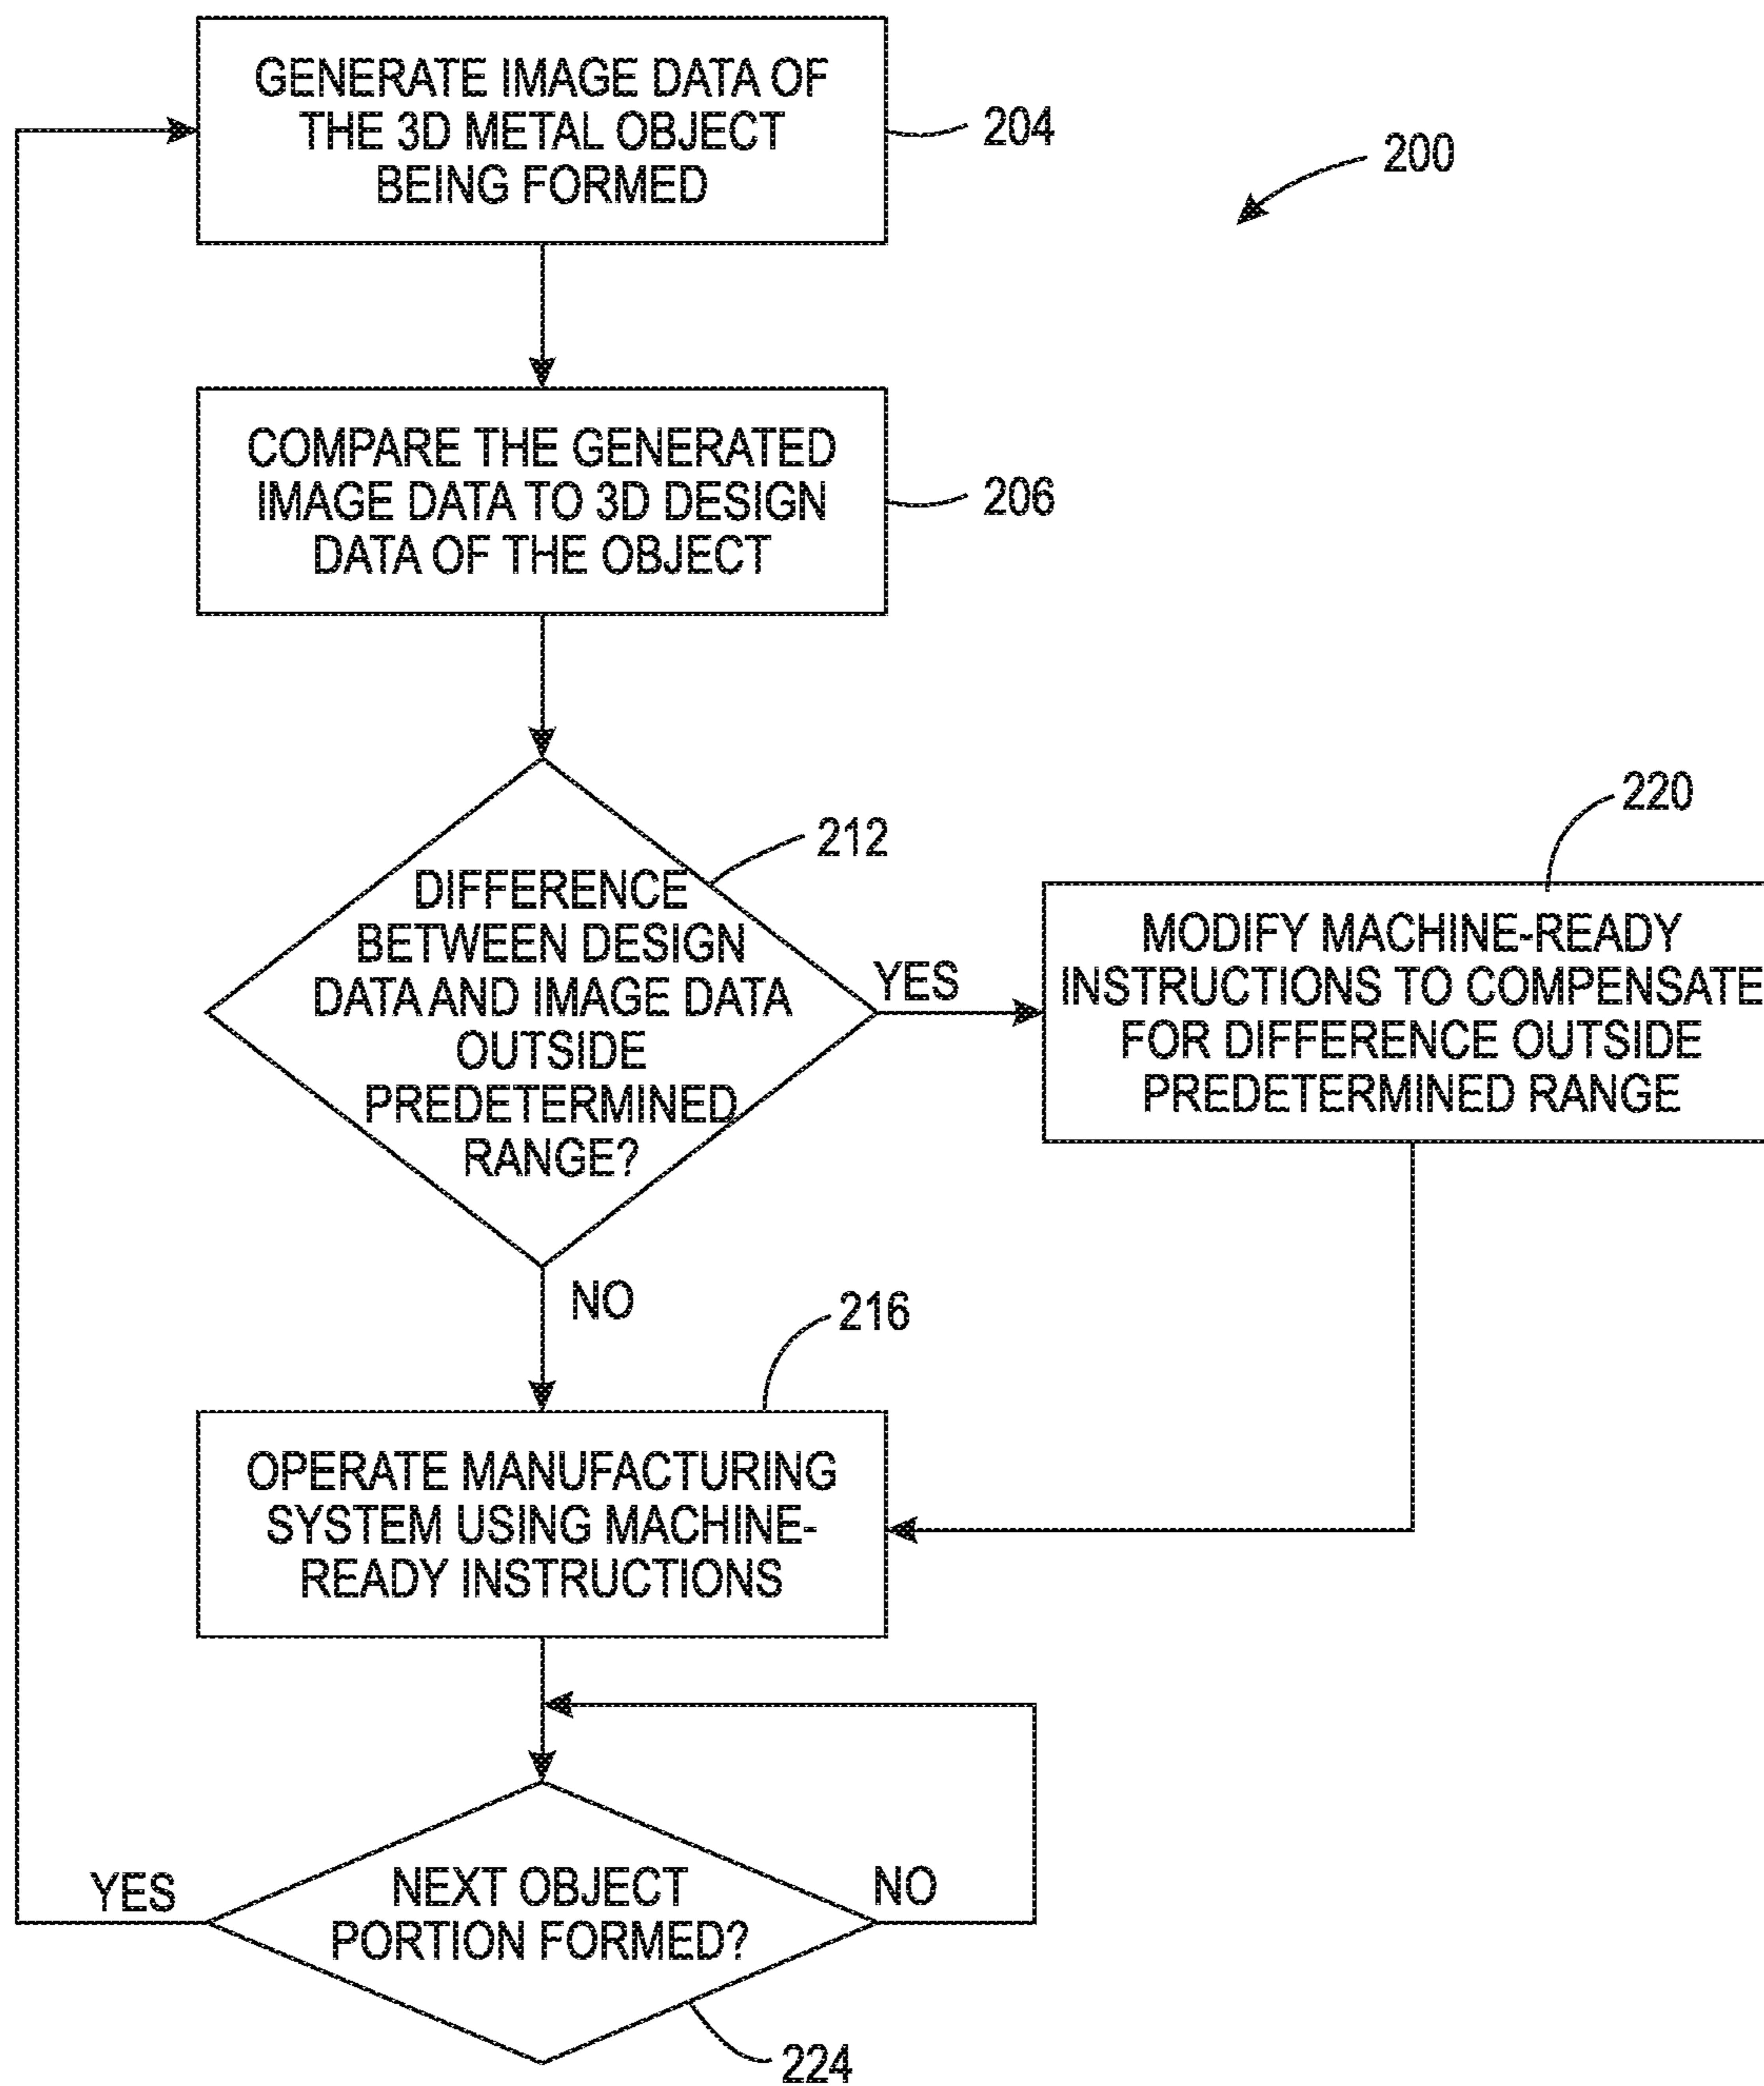 GENERATE IMAGE DATA OF
THE 3D METAL OBJECT
BEING FORMED
204
200
COMPARE THE GENERATED
IMAGE DATA TO 3D DESIGN
DATA OF THE OBJECT
206
212
DIFFERENCE
BETWEEN DESIGN
DATA AND IMAGE DATA
OUTSIDE
PREDETERMINED
RANGE?
YES
220
MODIFY MACHINE-READY
INSTRUCTIONS TO COMPENSATE
FOR DIFFERENCE OUTSIDE
PREDETERMINED RANGE
NO
216
OPERATE MANUFACTURING
SYSTEM USING MACHINE-
READY INSTRUCTIONS
YES
NEXT OBJECT
PORTION FORMED?
NO
224